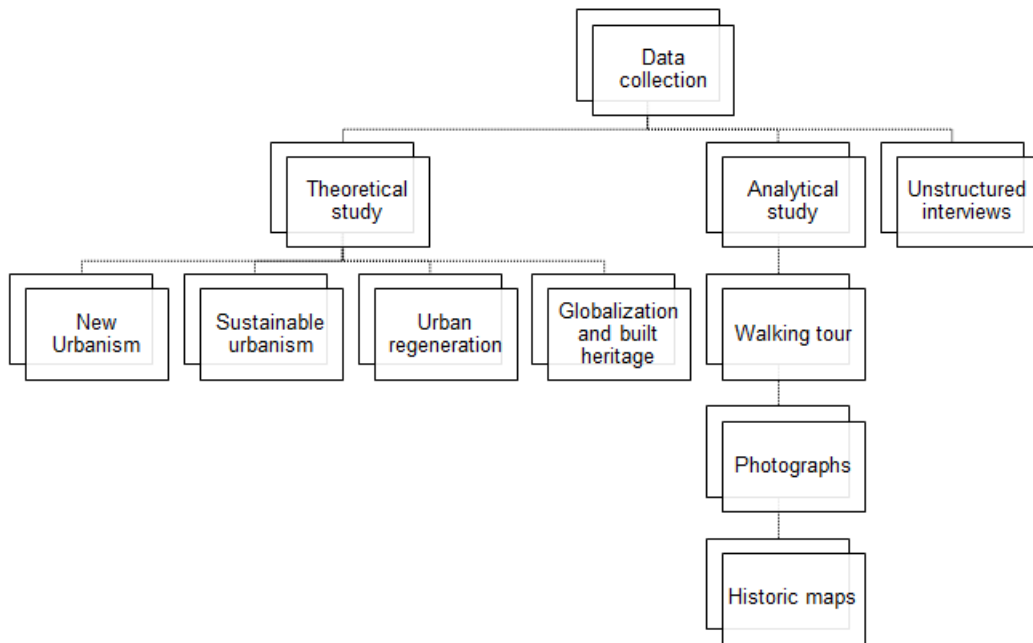 Data
collection
Theoretical
study
Analytical
study
Unstructured
interviews
New
Urbanism
Sustainable
urbanism
Urban
regeneration
Globalization
and built
heritage
Walking tour
Photographs
Historic maps